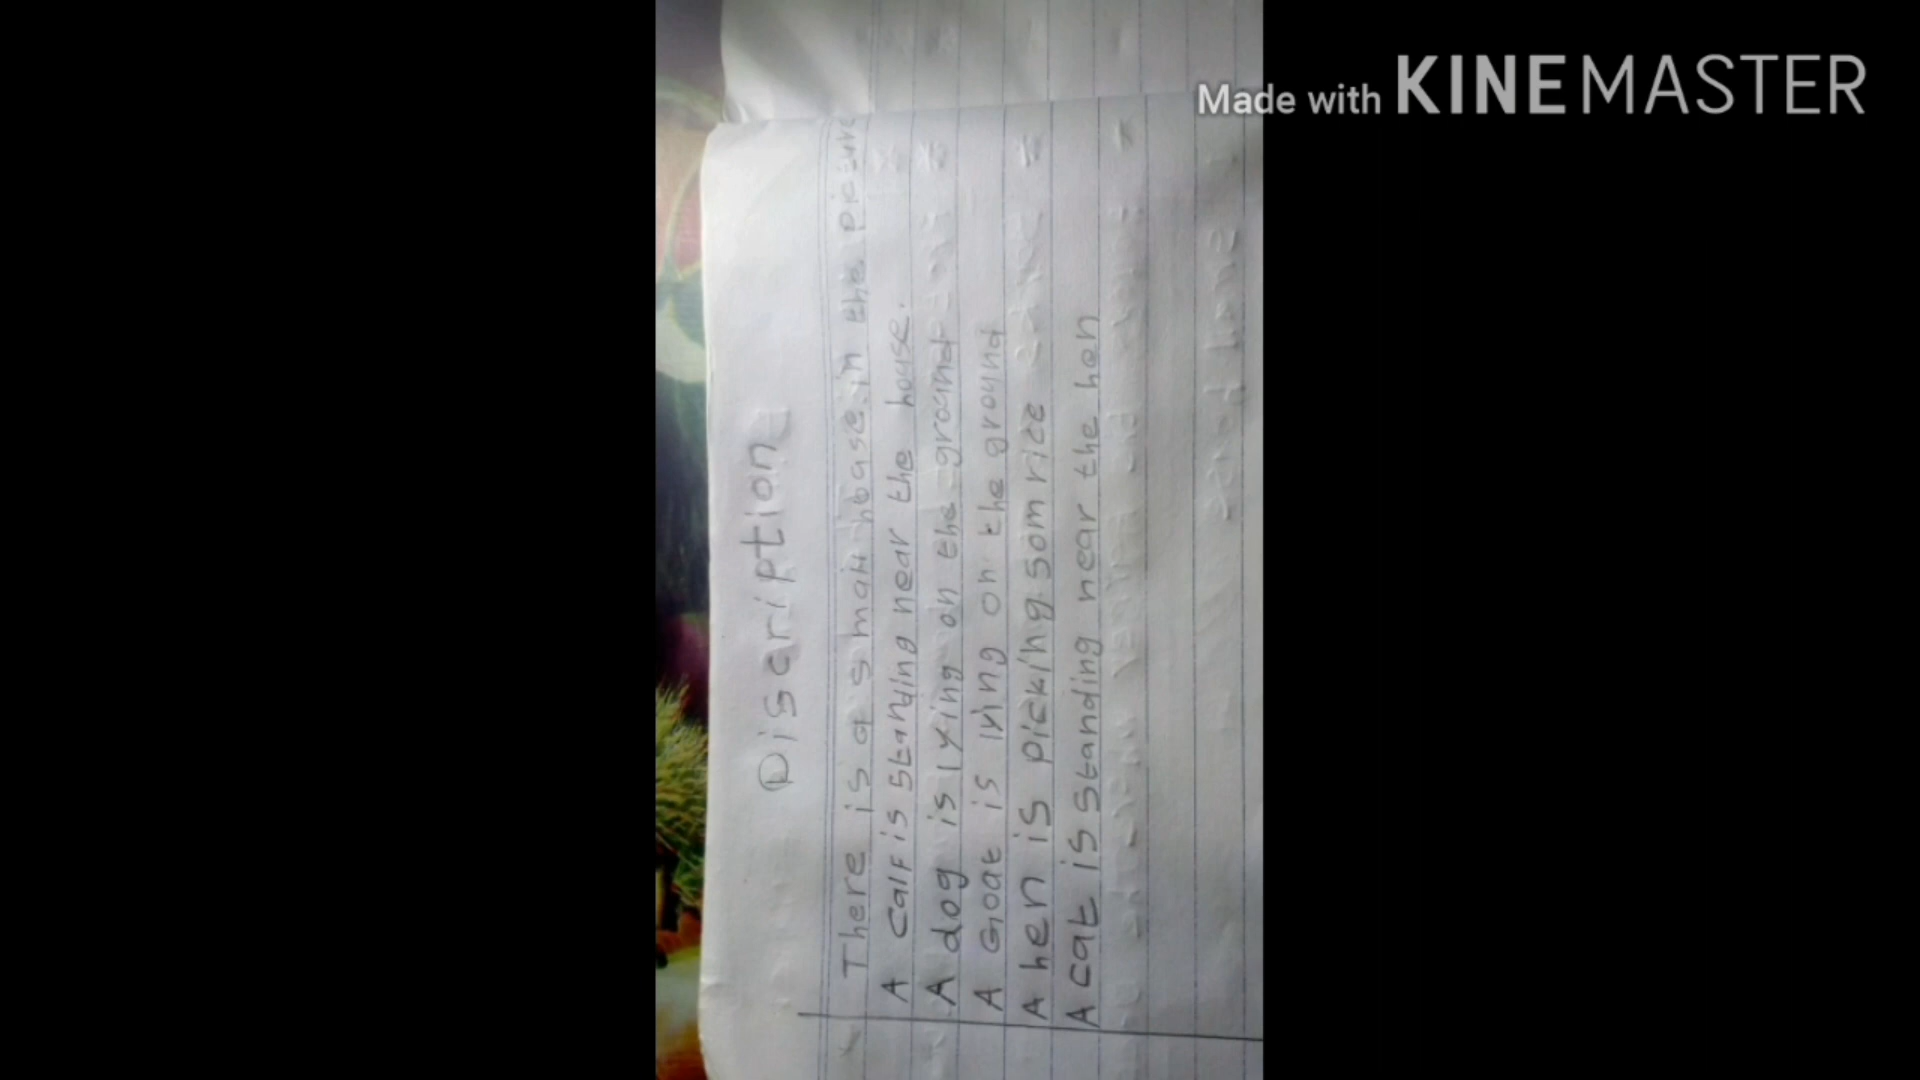 Made with KINEMASTER
Discription
There is a small house in the picture
A Calf is standing near the house.
A dog is lying on the ground
A Goat is lying on the ground
A hen is picking som rice
A cat is standing near the hen